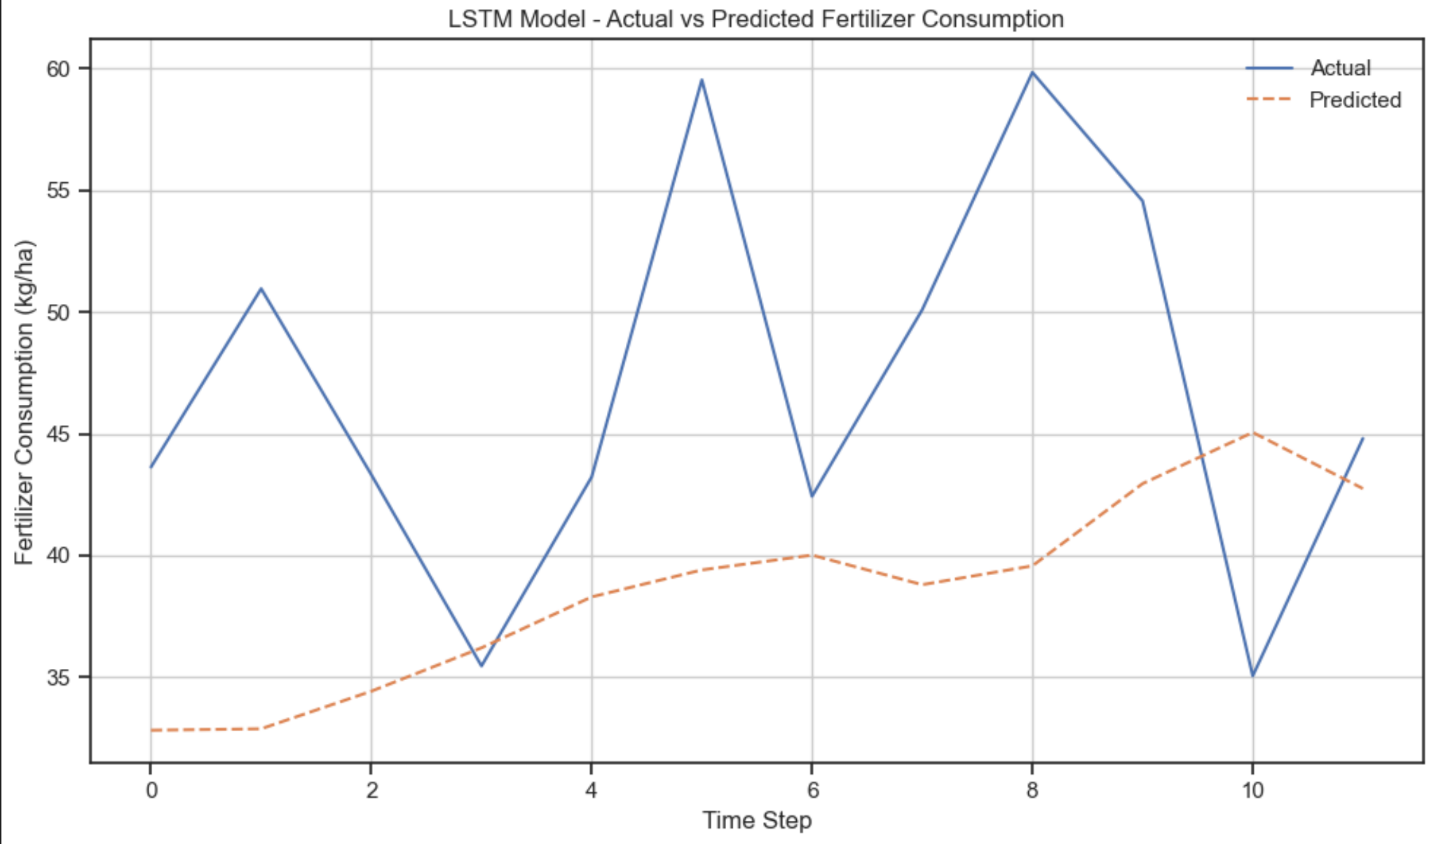 LSTM Model - Actual vs Predicted Fertilizer Consumption
Actual
Predicted
Fertilizer Consumption (kg/ha)
60
55
50
45
40
35
0 2 4 6 8 10
Time Step